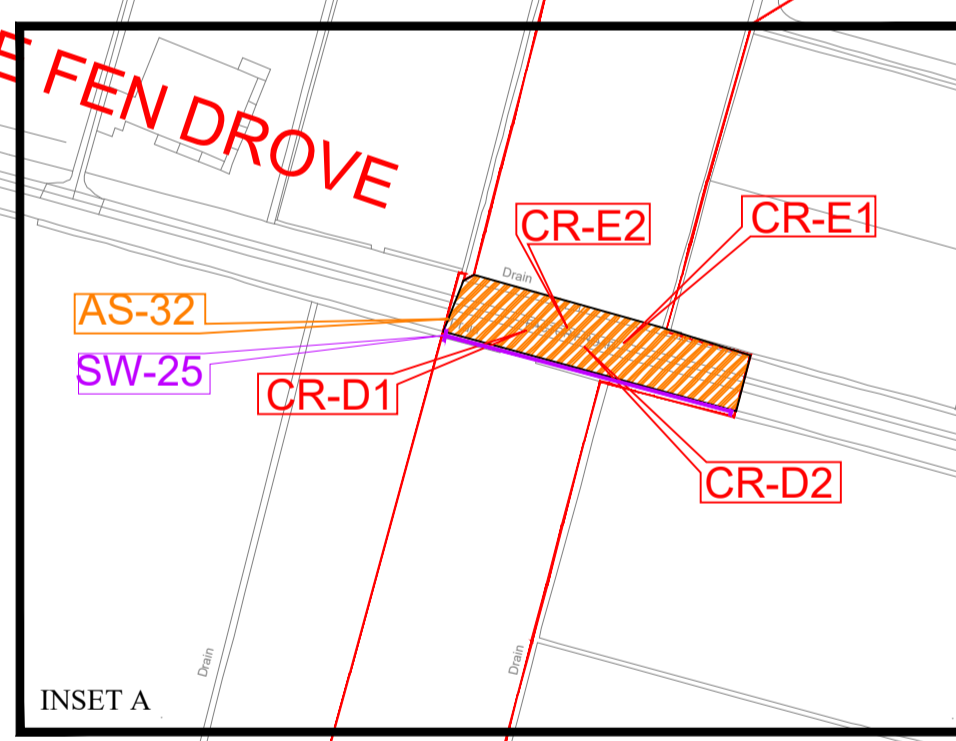 FEN DROVE
CR-E2
CR-E1
Drain
AS-32
SW-25
CR-D1
CR-D2
Drain
Drain
INSET A